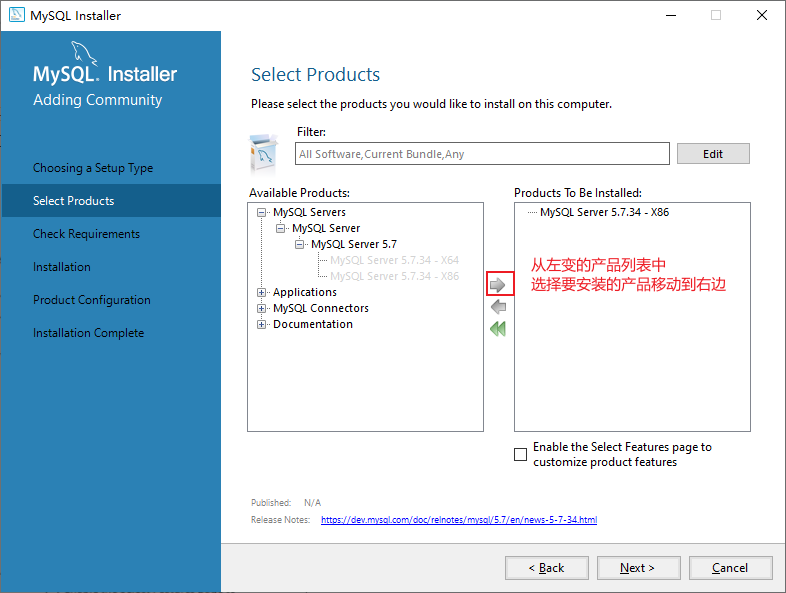 MySQL Installer
MySQL. Installer
Adding Community
Choosing a Setup Type
Select Products
Check Requirements
Installation
Product Configuration
Installation Complete
Select Products
Please select the products you would like to install on this computer.
Filter:
All Software,Current Bundle,Any
Edit
Available Products:
MySQL Servers
MySQL Server
MySQL Server 5.7
MySQL Server 5.7.34 - X64
MySQL Server 5.7.34 - X86
Applications
MySQL Connectors
Documentation
Products To Be Installed:
MySQL Server 5.7.34 - X86
从左变的产品列表中
选择要安装的产品移动到右边
Enable the Select Features page to
customize product features
Published: N/A
Release Notes: https://dev.mysql.com/doc/relnotes/mysql/5.7/en/news-5-7-34.html
< Back
Next >
Cancel